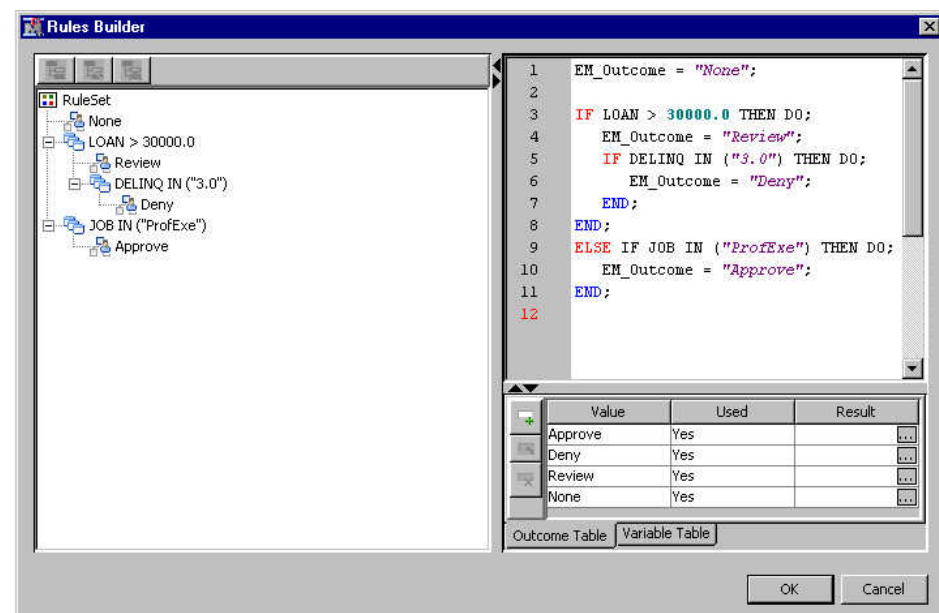 Rules Builder
RuleSet
None
LOAN > 30000.0
Review
DELINQ IN ("3.0")
Deny
JOB IN ("ProfExe")
Approve
1 EM_Outcome = "None";
2
3 IF LOAN > 30000.0 THEN DO;
4 EM_Outcome = "Review";
5 IF DELINQ IN ("3.0") THEN DO;
6 EM_Outcome = "Deny";
7 END;
8 END;
9 ELSE IF JOB IN ("ProfExe") THEN DO;
10 EM_Outcome = "Approve";
11 END;
12
Value Used Result
Approve Yes ...
Deny Yes ...
Review Yes ...
None Yes ...
Outcome Table Variable Table
OK Cancel